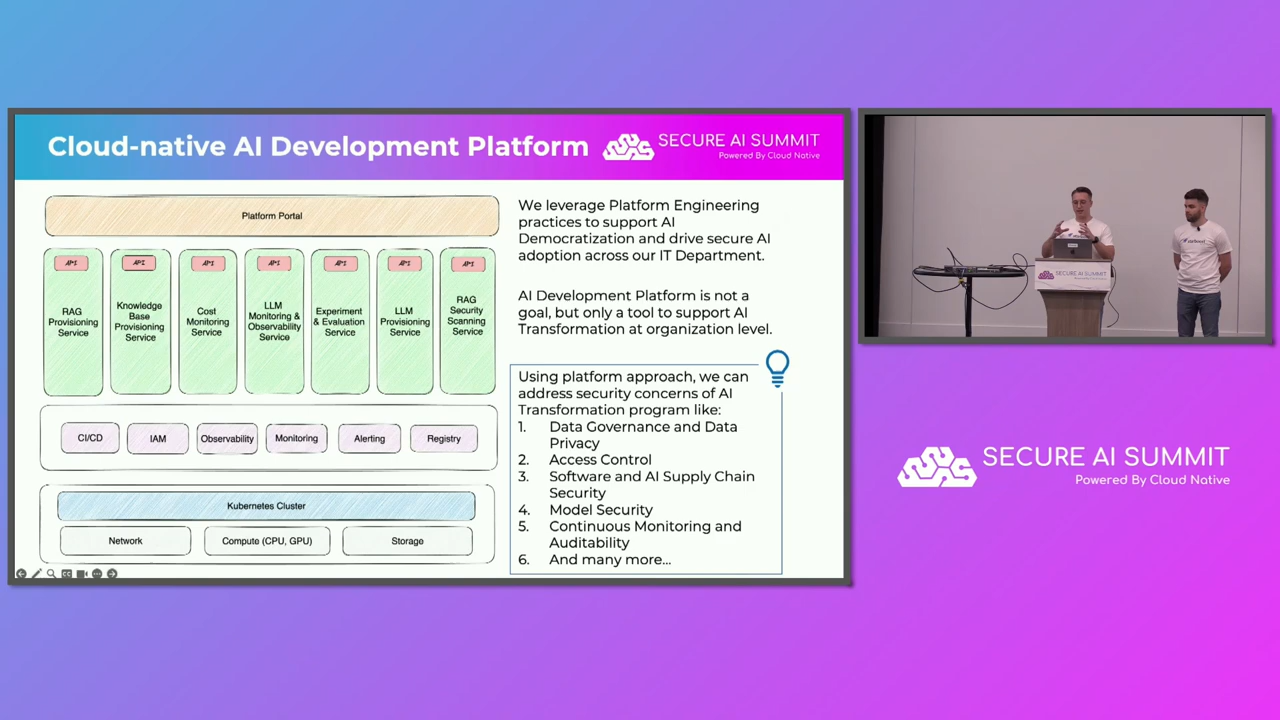 Cloud-native AI Development Platform
SECURE AI SUMMIT
Powered By Cloud Native
Platform Portal
API
API
API
API
API
API
API
RAG
Provisioning
Service
Knowledge
Base
Provisioning
Service
Cost
Monitoring
Service
LLM
Monitoring &
Observability
Service
Experiment
& Evaluation
Service
LLM
Provisioning
Service
RAG
Security
Scanning
Service
CI/CD
IAM
Observability
Monitoring
Alerting
Registry
Kubernetes Cluster
Network
Compute (CPU, GPU)
Storage
We leverage Platform Engineering
practices to support AI
Democratization and drive secure AI
adoption across our IT Department.
AI Development Platform is not a
goal, but only a tool to support AI
Transformation at organization level.
Using platform approach, we can
address security concerns of AI
Transformation program like:
1. Data Governance and Data
Privacy
2. Access Control
3. Software and AI Supply Chain
Security
4. Model Security
5. Continuous Monitoring and
Auditability
6. And many more...
SECURE AI SUMMIT
SECURE AI SUMMIT
Powered By Cloud Native